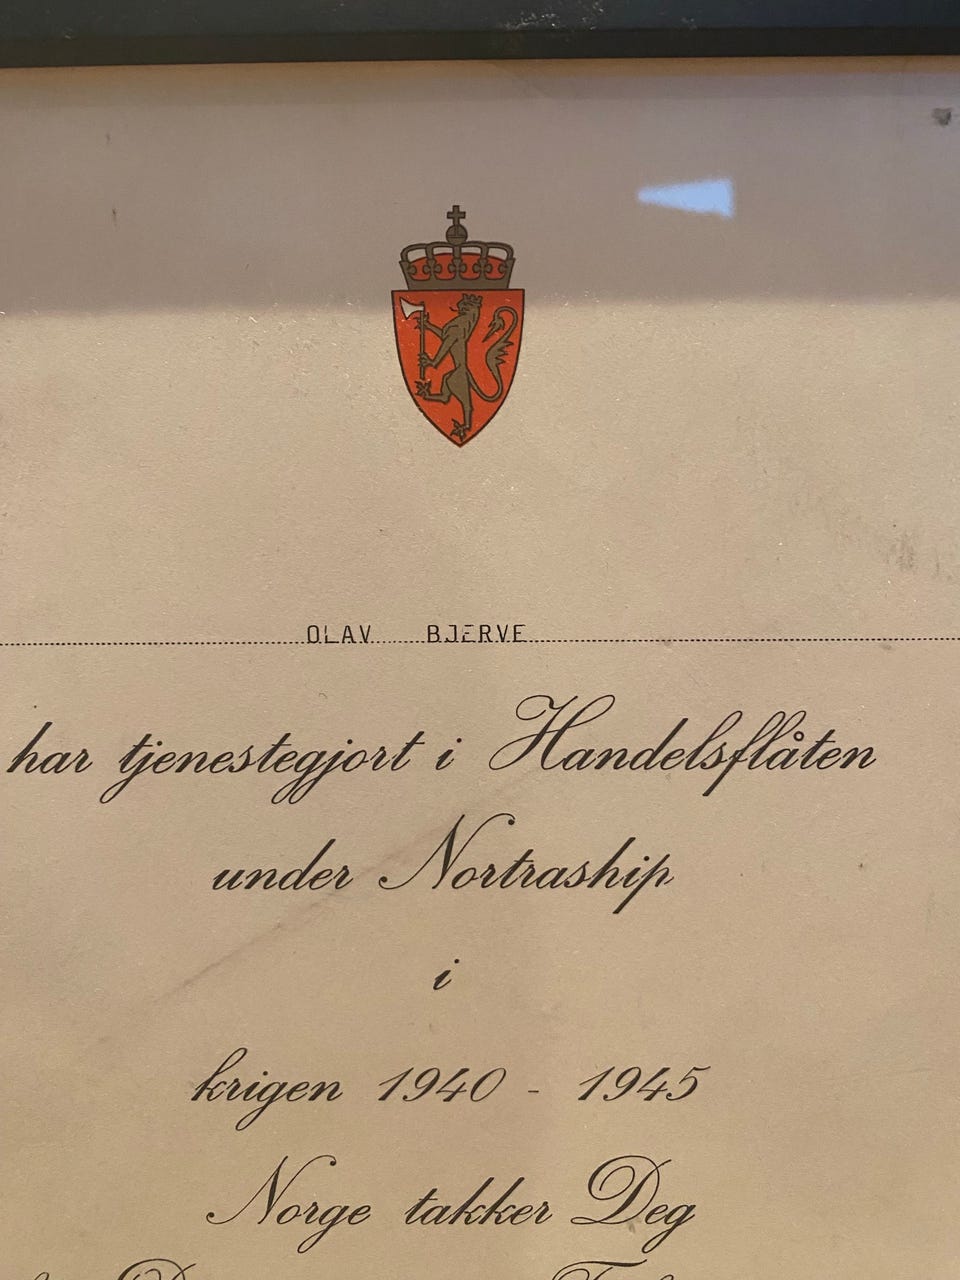 OLAV BJERVE
har tjenestegjort i Handelsflåten
under Nortraship
i
krigen 1940 - 1945
Norge takker Deg